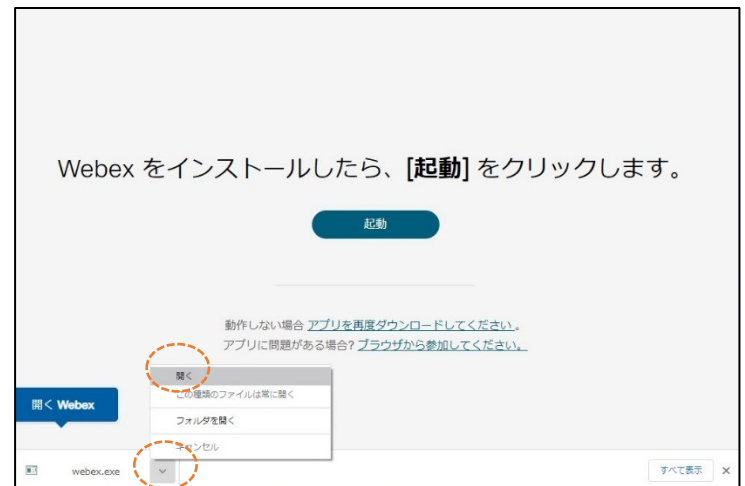 Webex をインストールしたら、[起動] をクリックします。
起動
動作しない場合 アプリを再度ダウンロードしてください 。
アプリに問題がある場合? ブラウザから参加してください。
開く
この種類のファイルは常に開く
フォルダを開く
キャンセル
開く Webex
webex.exe
すべて表示